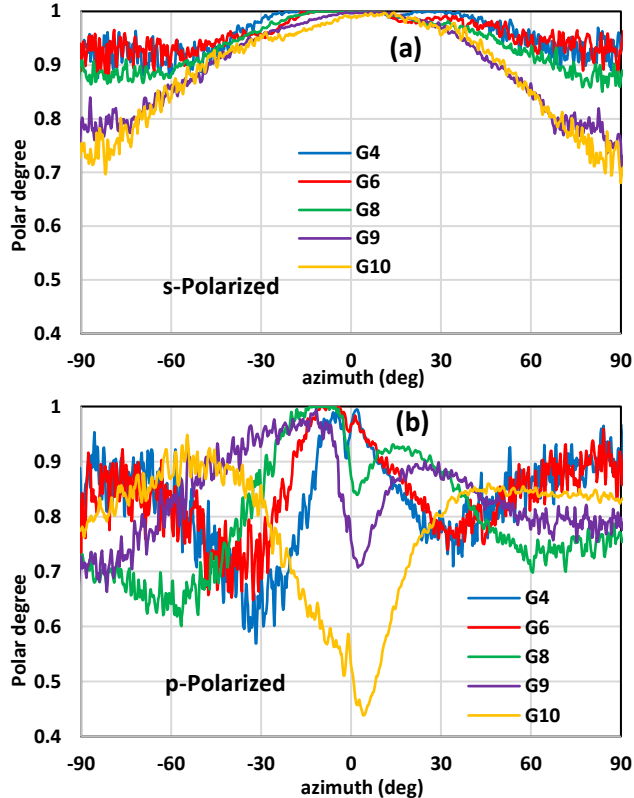 1
(a)
0.9
0.8
0.7
0.6
0.5
0.4
Polar degree
G4
G6
G8
G9
G10
s-Polarized
-90 -60 -30 0 30 60 90
azimuth (deg)
1
(b)
0.9
0.8
0.7
0.6
0.5
0.4
Polar degree
G4
G6
G8
G9
G10
p-Polarized
-90 -60 -30 0 30 60 90
azimuth (deg)